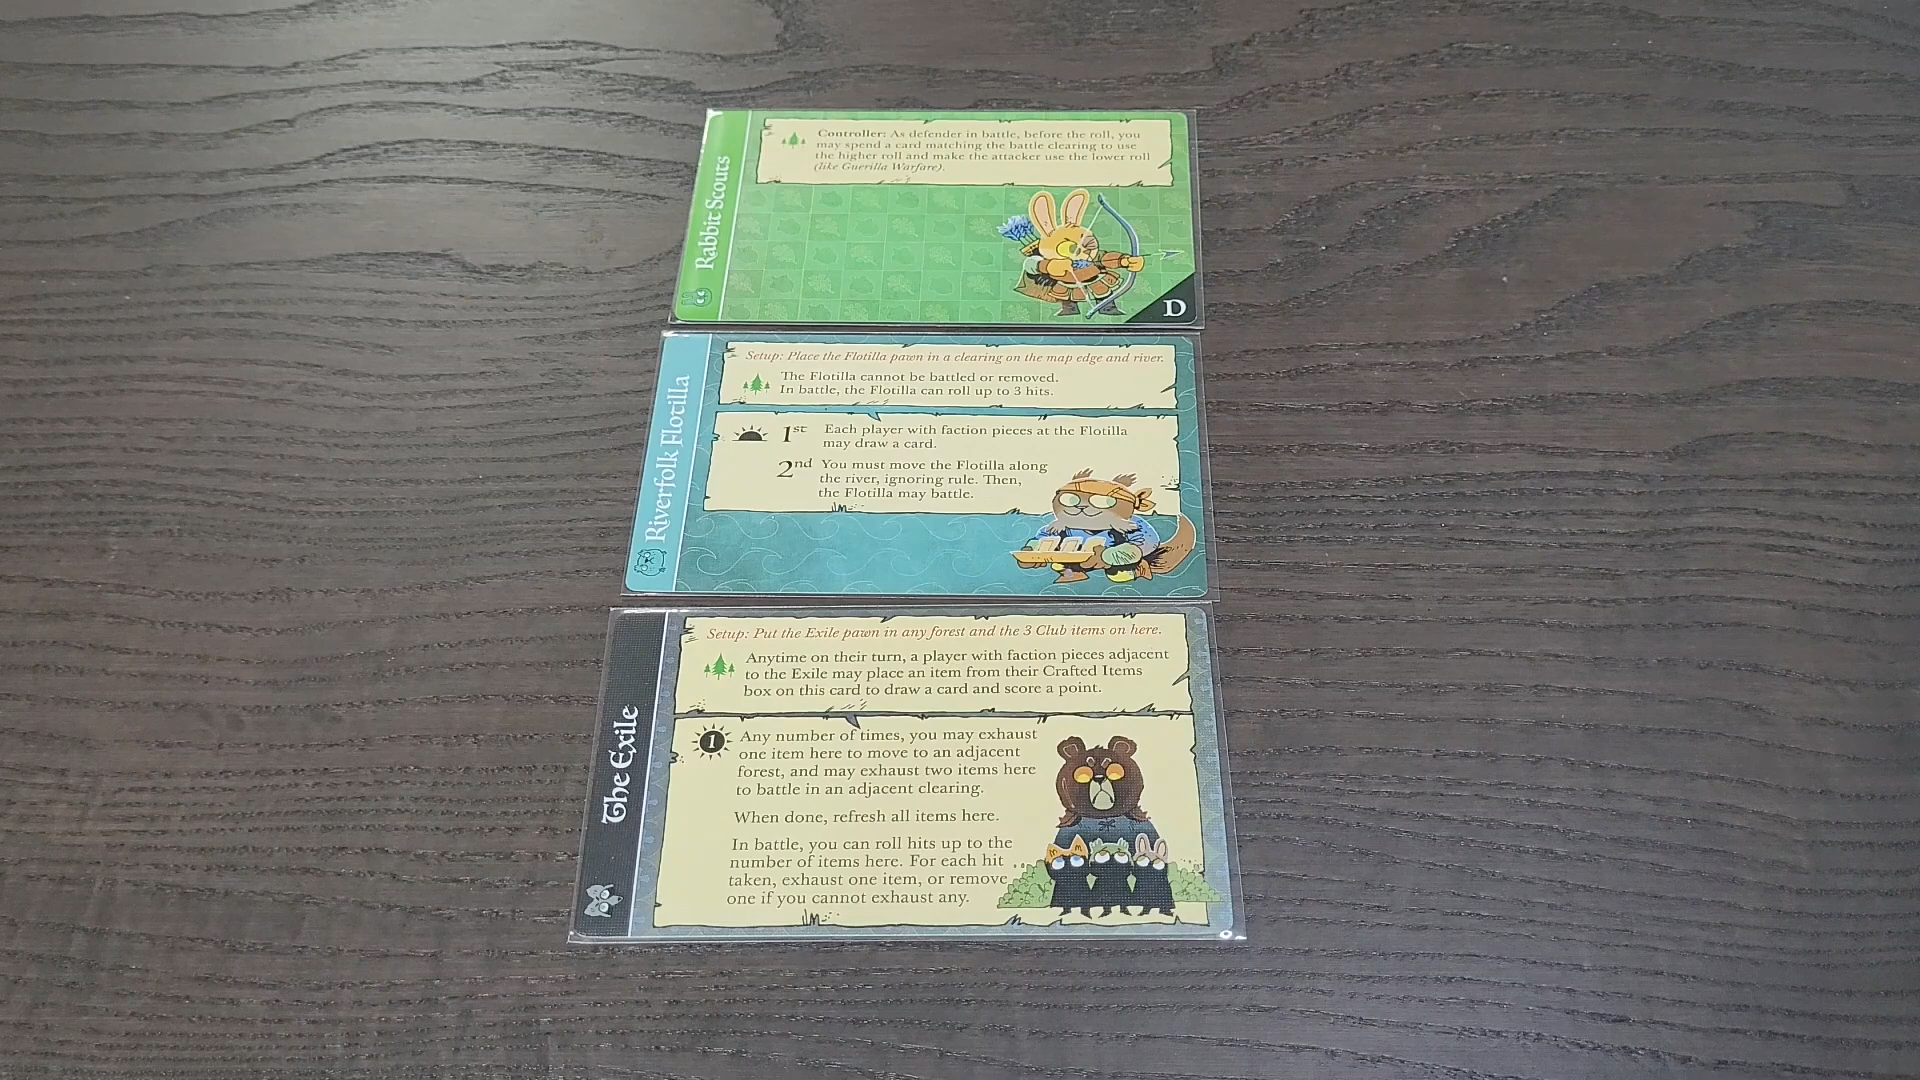 Rabbit Scouts
Controller: As defender in battle, before the roll, you
may spend a card matching the battle clearing to use
the higher roll and make the attacker use the lower roll
(like Guerilla Warfare).
D
Riverfolk Flotilla
Setup: Place the Flotilla pawn in a clearing on the map edge and river.
The Flotilla cannot be battled or removed.
In battle, the Flotilla can roll up to 3 hits.
1st Each player with faction pieces at the Flotilla
may draw a card.
2nd You must move the Flotilla along
the river, ignoring rule. Then,
the Flotilla may battle.
The Exile
Setup: Put the Exile pawn in any forest and the 3 Club items on here.
Anytime on their turn, a player with faction pieces adjacent
to the Exile may place an item from their Crafted Items
box on this card to draw a card and score a point.
1 Any number of times, you may exhaust
one item here to move to an adjacent
forest, and may exhaust two items here
to battle in an adjacent clearing.
When done, refresh all items here.
In battle, you can roll hits up to the
number of items here. For each hit
taken, exhaust one item, or remove
one if you cannot exhaust any.